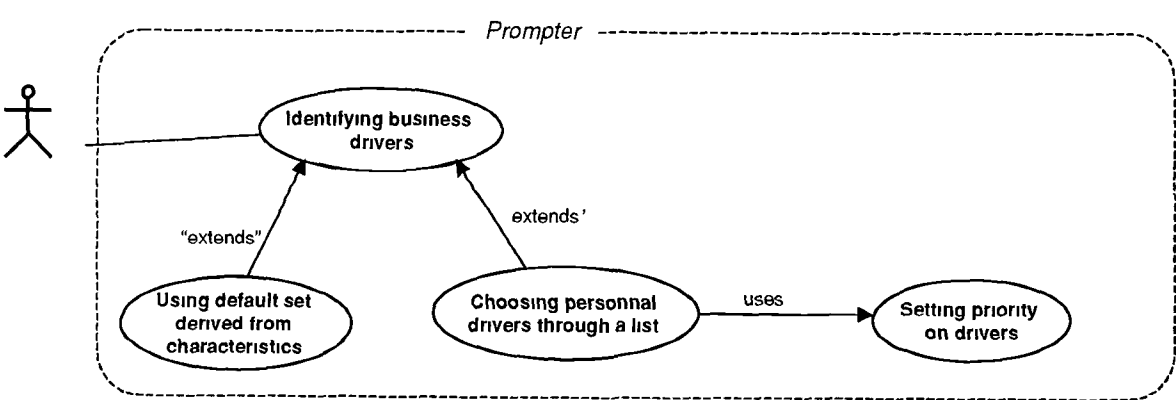 Prompter
Identifying business
drivers
"extends"
extends'
Using default set
derived from
characteristics
Choosing personnal
drivers through a list
uses
Setting priority
on drivers